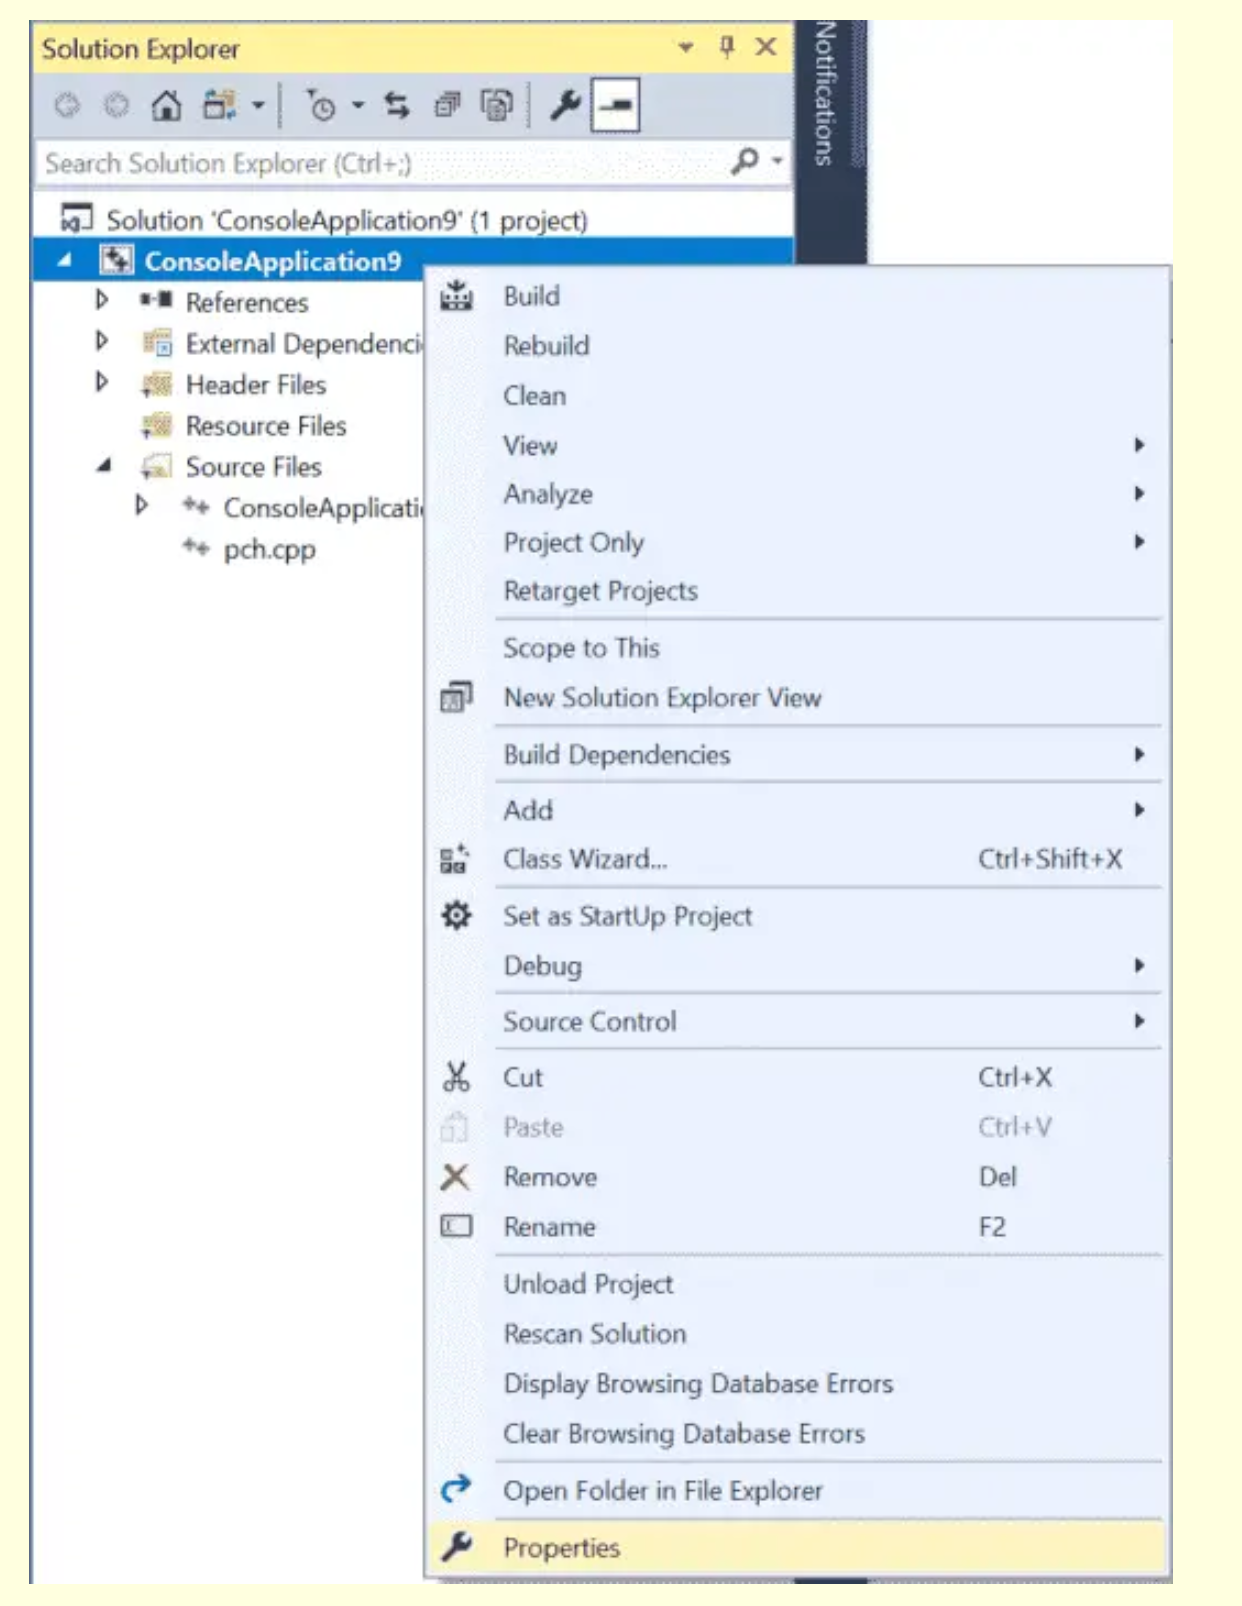 Solution Explorer
Notifications
Search Solution Explorer (Ctrl+;)
Solution 'ConsoleApplication9' (1 project)
ConsoleApplication9
References
External Dependenci
Header Files
Resource Files
Source Files
ConsoleApplicati
pch.cpp
Build
Rebuild
Clean
View
Analyze
Project Only
Retarget Projects
Scope to This
New Solution Explorer View
Build Dependencies
Add
Class Wizard... Ctrl+Shift+X
Set as StartUp Project
Debug
Source Control
Cut Ctrl+X
Paste Ctrl+V
Remove Del
Rename F2
Unload Project
Rescan Solution
Display Browsing Database Errors
Clear Browsing Database Errors
Open Folder in File Explorer
Properties